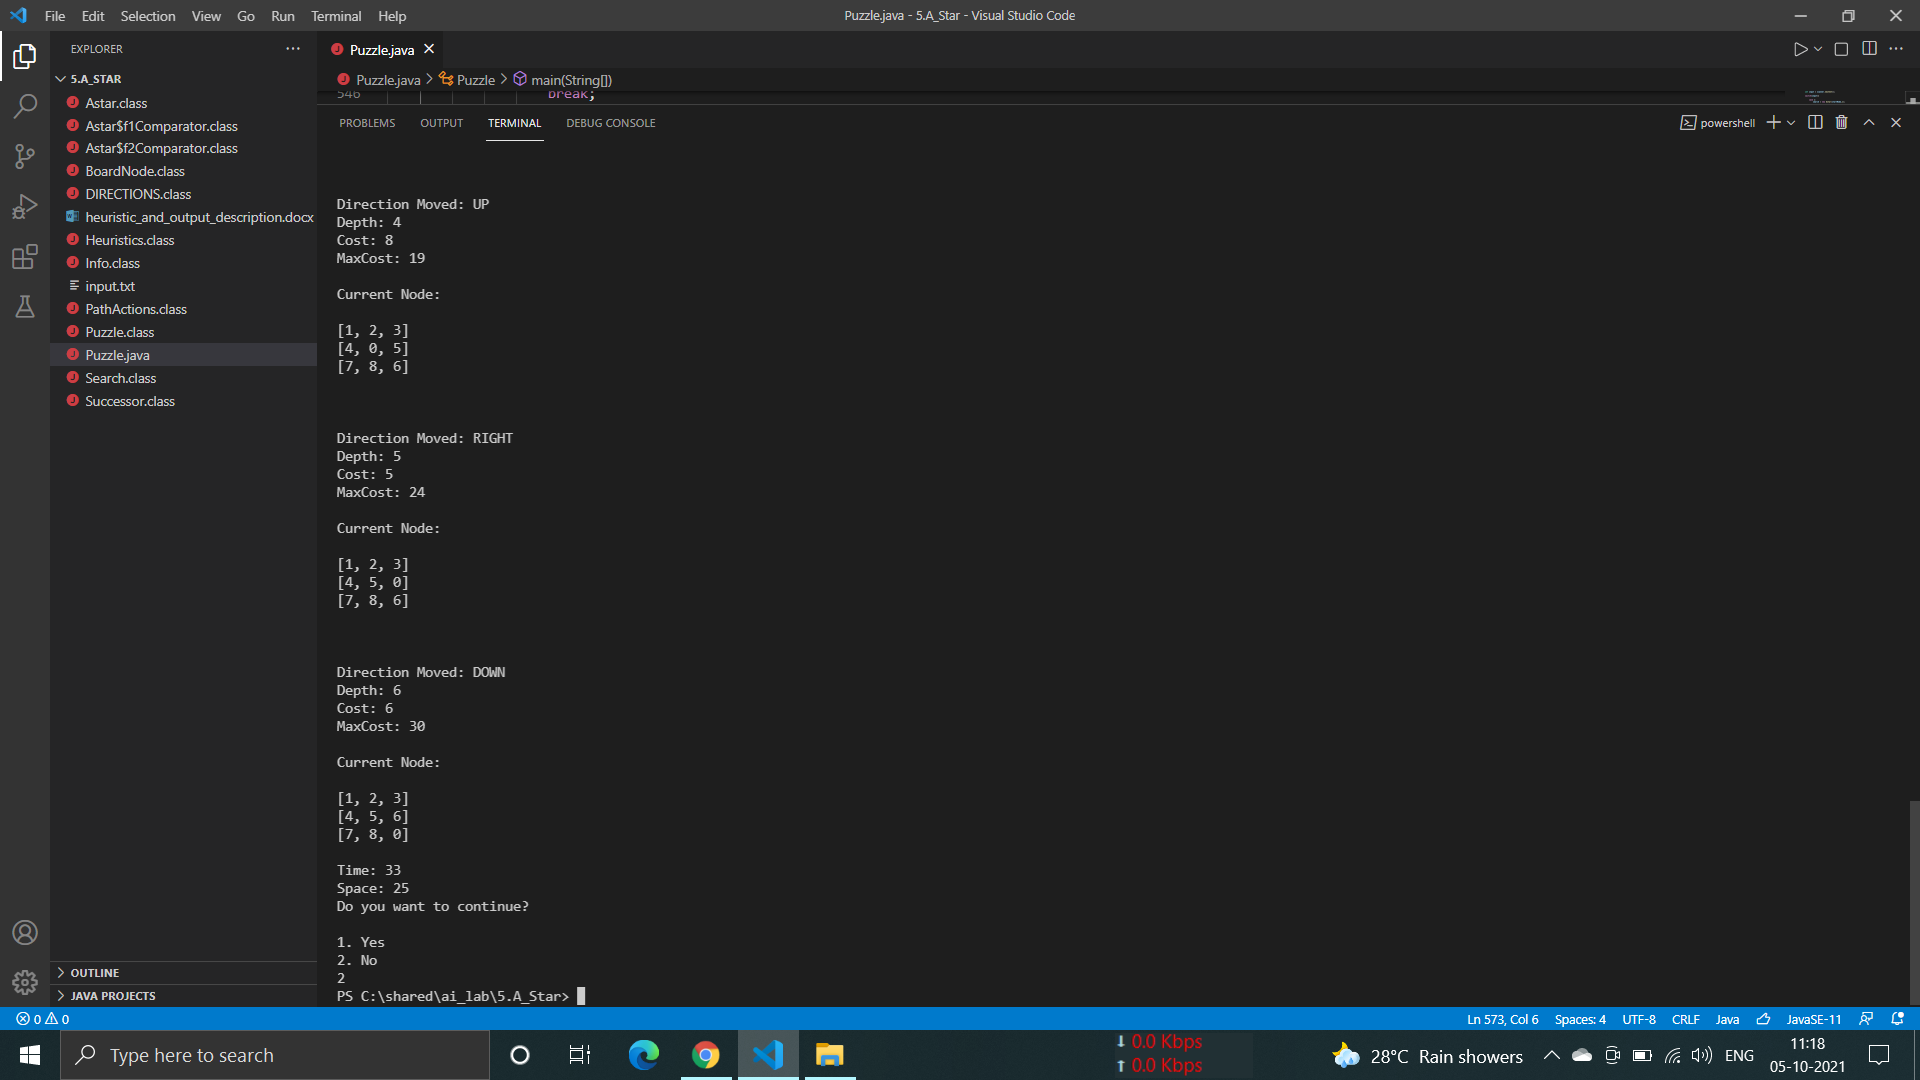 File Edit Selection View Go Run Terminal Help
Puzzle.java - 5.A_Star - Visual Studio Code
EXPLORER
5.A_STAR
Astar.class
Astar$f1Comparator.class
Astar$f2Comparator.class
BoardNode.class
DIRECTIONS.class
heuristic_and_output_description.docx
Heuristics.class
Info.class
input.txt
PathActions.class
Puzzle.class
Puzzle.java
Search.class
Successor.class
OUTLINE
JAVA PROJECTS
Puzzle.java
Puzzle.java > Puzzle > main(String[])
546 break;
PROBLEMS OUTPUT TERMINAL DEBUG CONSOLE
powershell
Direction Moved: UP
Depth: 4
Cost: 8
MaxCost: 19
Current Node:
[1, 2, 3]
[4, 0, 5]
[7, 8, 6]
Direction Moved: RIGHT
Depth: 5
Cost: 5
MaxCost: 24
Current Node:
[1, 2, 3]
[4, 5, 0]
[7, 8, 6]
Direction Moved: DOWN
Depth: 6
Cost: 6
MaxCost: 30
Current Node:
[1, 2, 3]
[4, 5, 6]
[7, 8, 0]
Time: 33
Space: 25
Do you want to continue?
1. Yes
2. No
2
PS C:\shared\ai_lab\5.A_Star>
0 0
Ln 573, Col 6 Spaces: 4 UTF-8 CRLF Java JavaSE-11
Type here to search
0.0 Kbps
0.0 Kbps
28°C Rain showers
ENG
11:18
05-10-2021